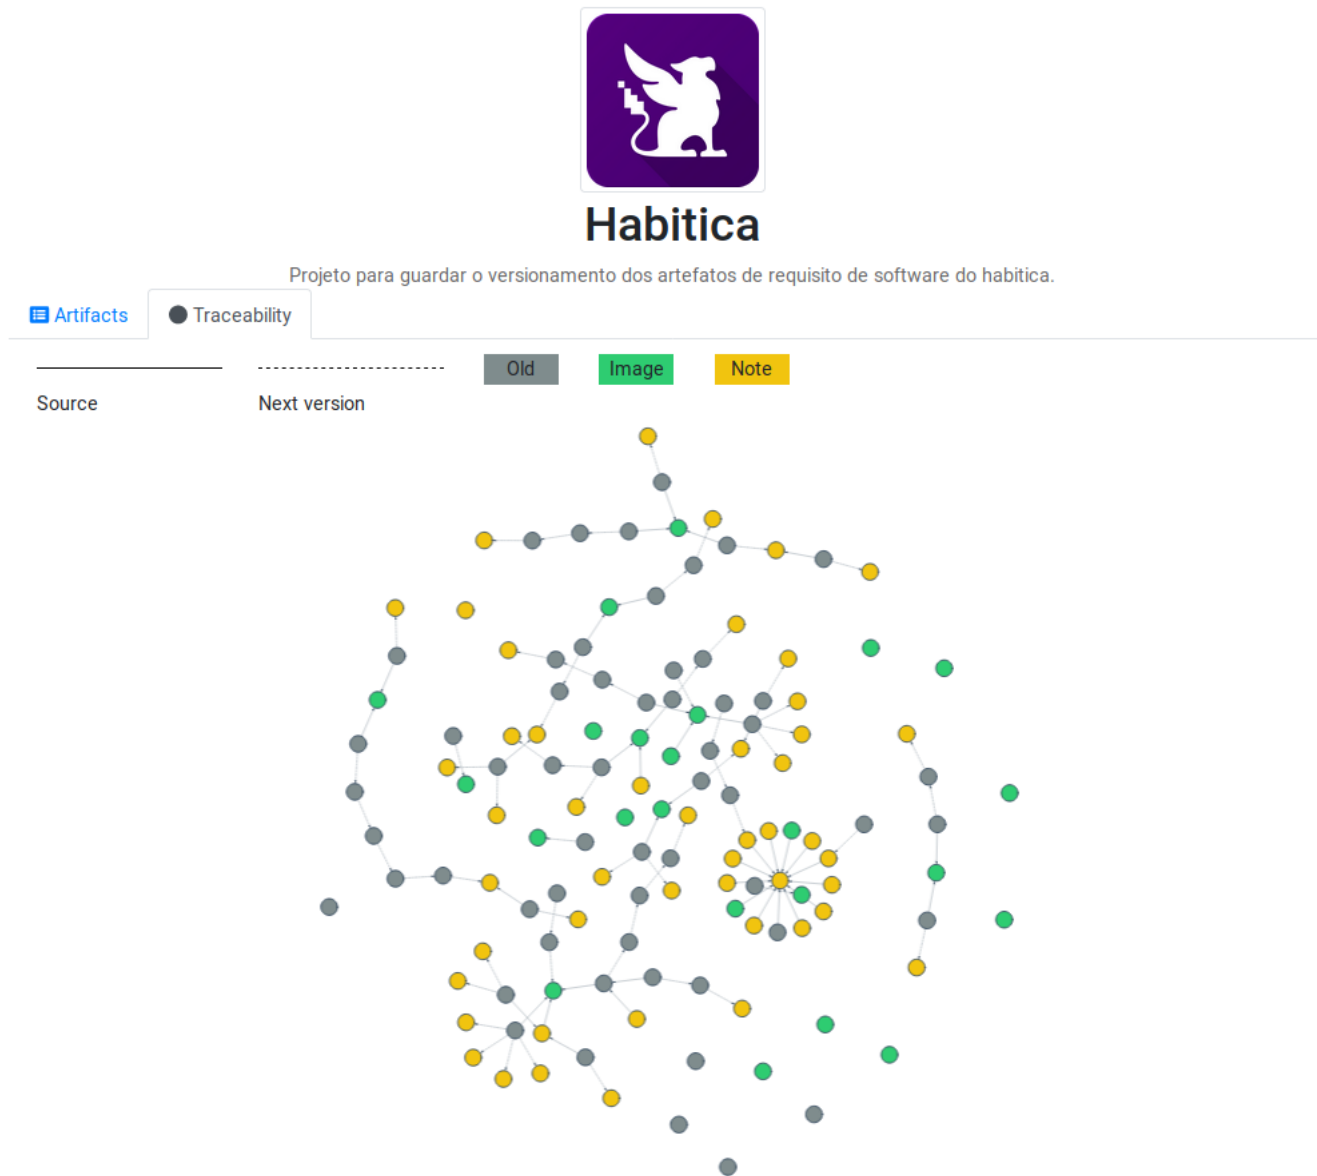 Habitica
Projeto para guardar o versionamento dos artefatos de requisito de software do habitica.
Artifacts
Traceability
Old
Image
Note
Source
Next version